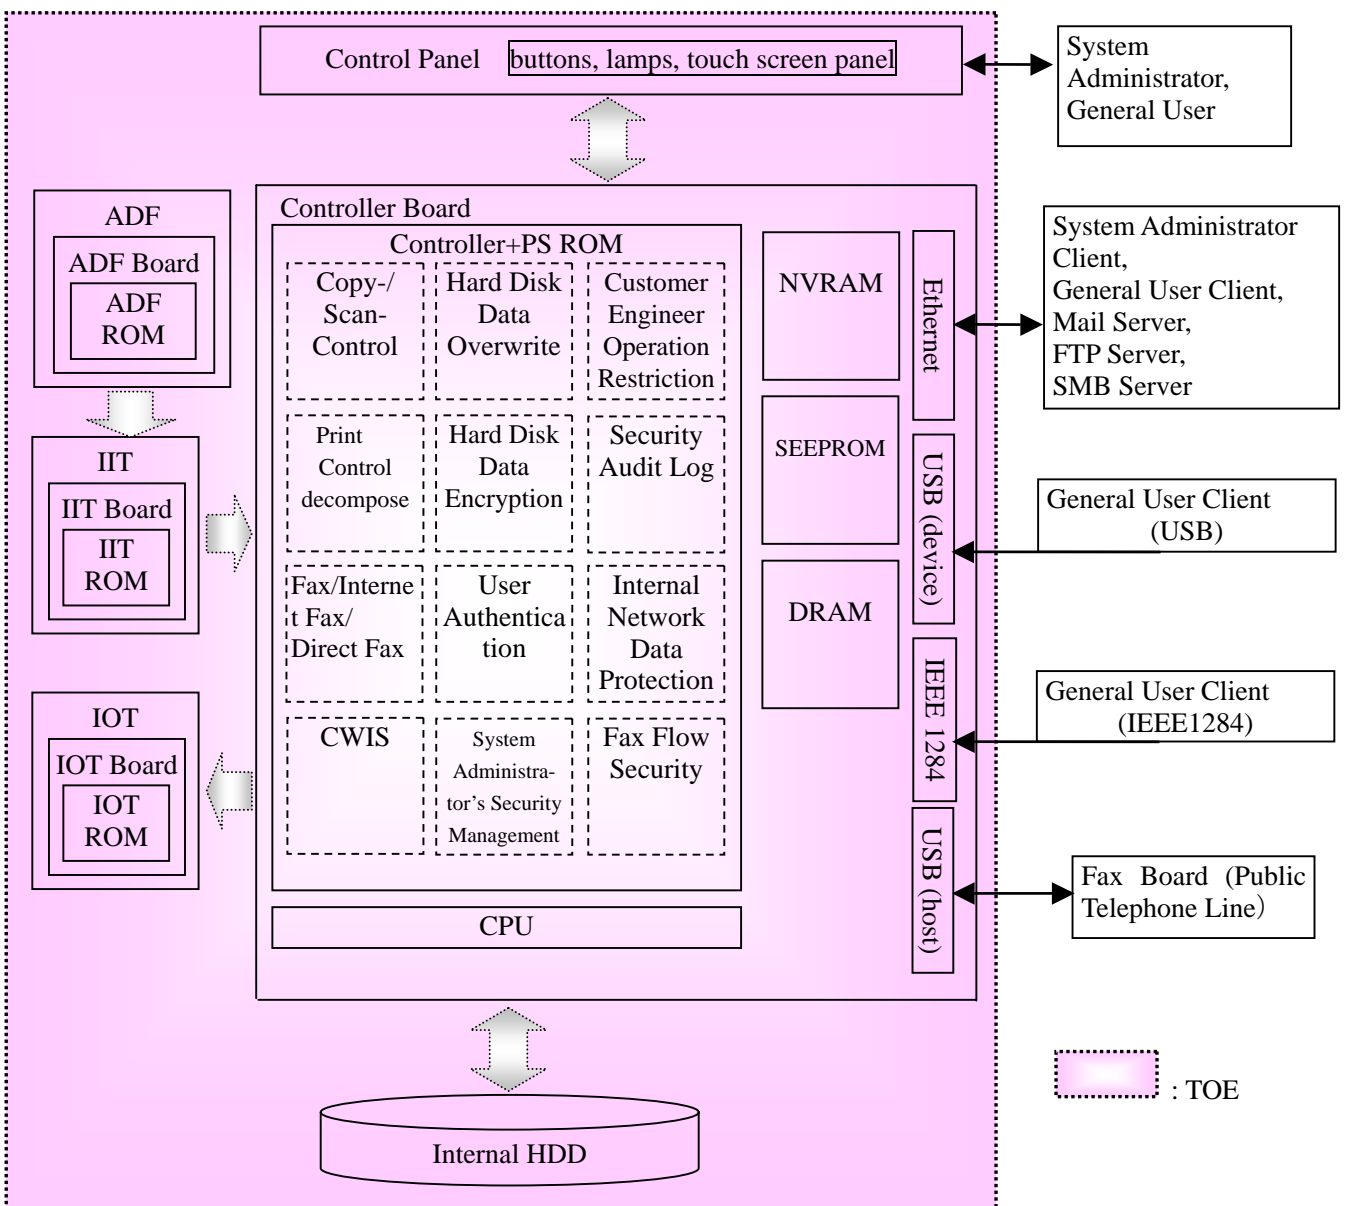 Control Panel buttons, lamps, touch screen panel
System
Administrator,
General User
ADF
ADF Board
ADF
ROM
IIT
IIT Board
IIT
ROM
IOT
IOT Board
IOT
ROM
Controller Board
Controller+PS ROM
Copy-/
Scan-
Control
Hard Disk
Data
Overwrite
Customer
Engineer
Operation
Restriction
Print
Control
decompose
Hard Disk
Data
Encryption
Security
Audit Log
Fax/Interne
t Fax/
Direct Fax
User
Authentica
tion
Internal
Network
Data
Protection
CWIS
System
Administra-
tor’s Security
Management
Fax Flow
Security
CPU
NVRAM
SEEPROM
DRAM
Ethernet
USB (device)
IEEE 1284
USB (host)
System Administrator
Client,
General User Client,
Mail Server,
FTP Server,
SMB Server
General User Client
(USB)
General User Client
(IEEE1284)
Fax Board (Public
Telephone Line）
Internal HDD
: TOE